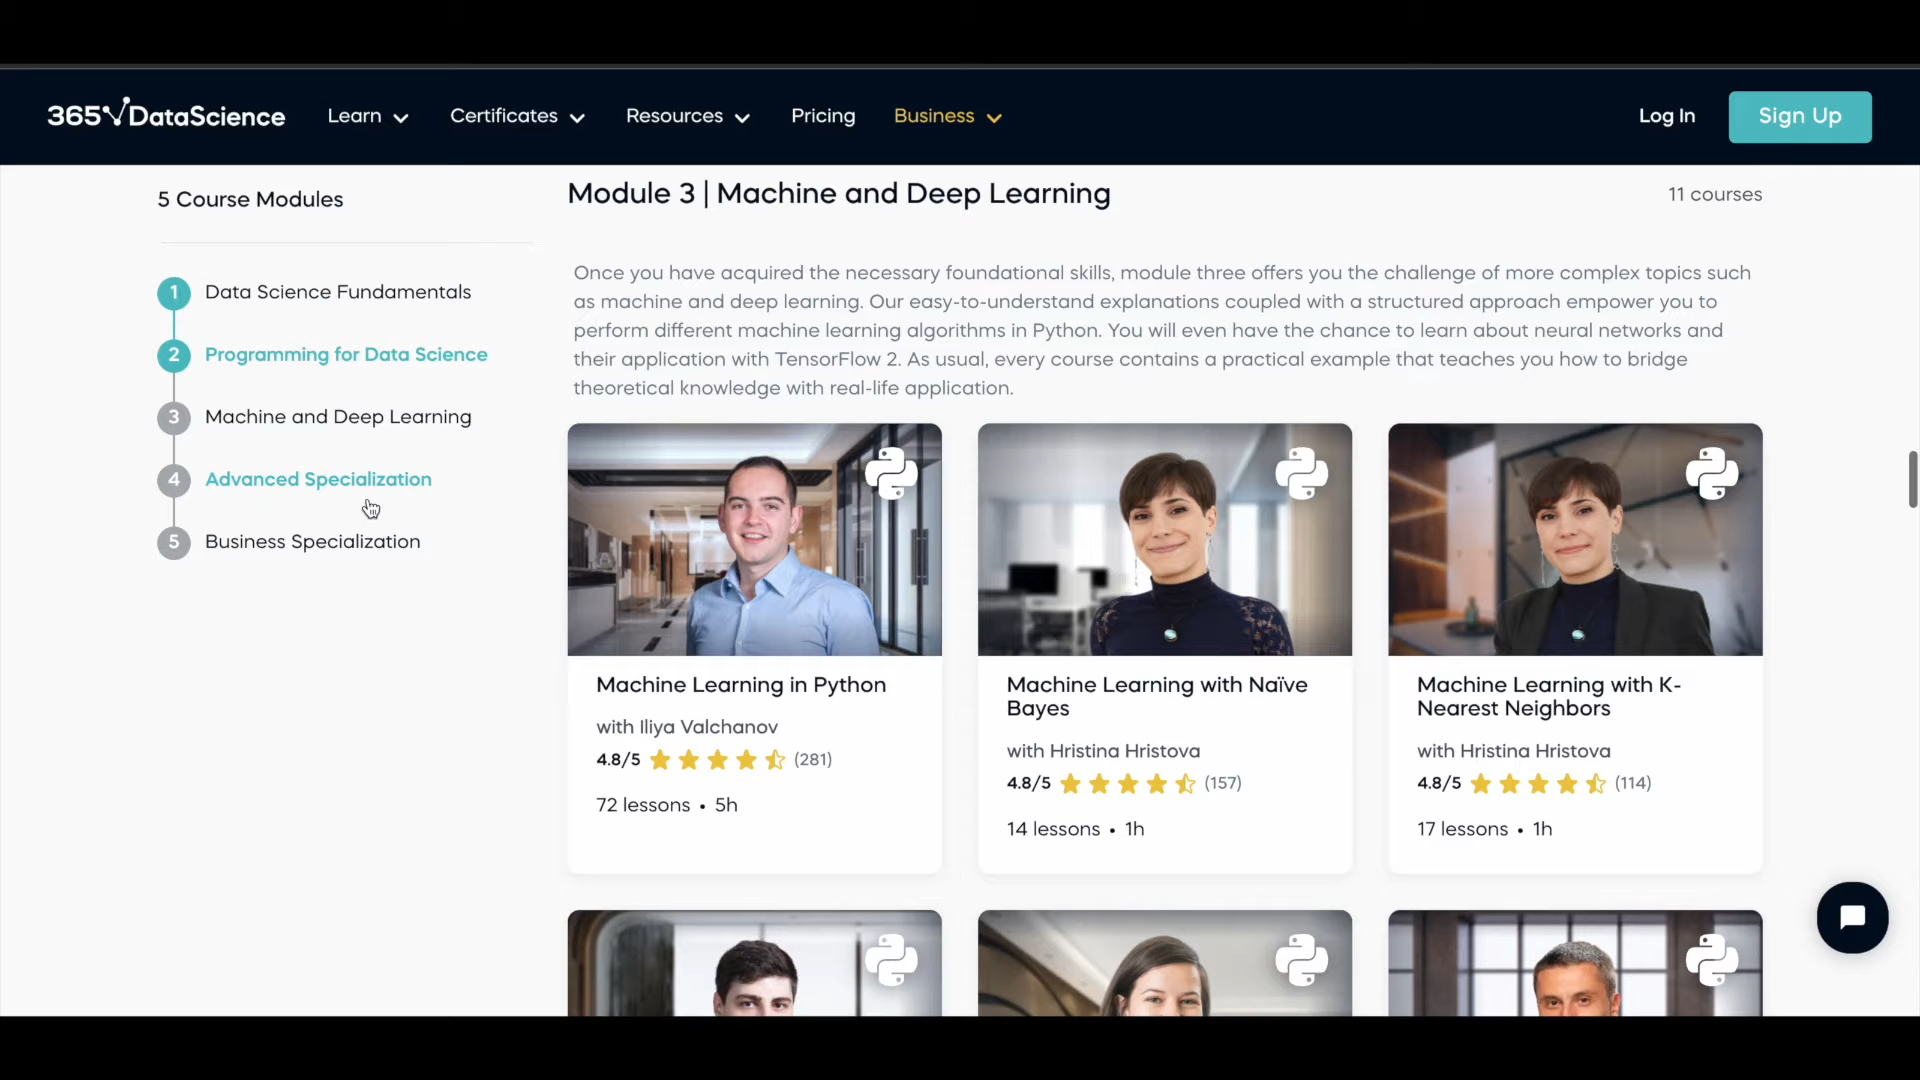 365 DataScience
Learn
Certificates
Resources
Pricing
Business
Log In
Sign Up
5 Course Modules
1 Data Science Fundamentals
2 Programming for Data Science
3 Machine and Deep Learning
4 Advanced Specialization
5 Business Specialization
Module 3 | Machine and Deep Learning
11 courses
Once you have acquired the necessary foundational skills, module three offers you the challenge of more complex topics such
as machine and deep learning. Our easy-to-understand explanations coupled with a structured approach empower you to
perform different machine learning algorithms in Python. You will even have the chance to learn about neural networks and
their application with TensorFlow 2. As usual, every course contains a practical example that teaches you how to bridge
theoretical knowledge with real-life application.
Machine Learning in Python
with Iliya Valchanov
4.8/5 (281)
72 lessons • 5h
Machine Learning with Naïve
Bayes
with Hristina Hristova
4.8/5 (157)
14 lessons • 1h
Machine Learning with K-
Nearest Neighbors
with Hristina Hristova
4.8/5 (114)
17 lessons • 1h